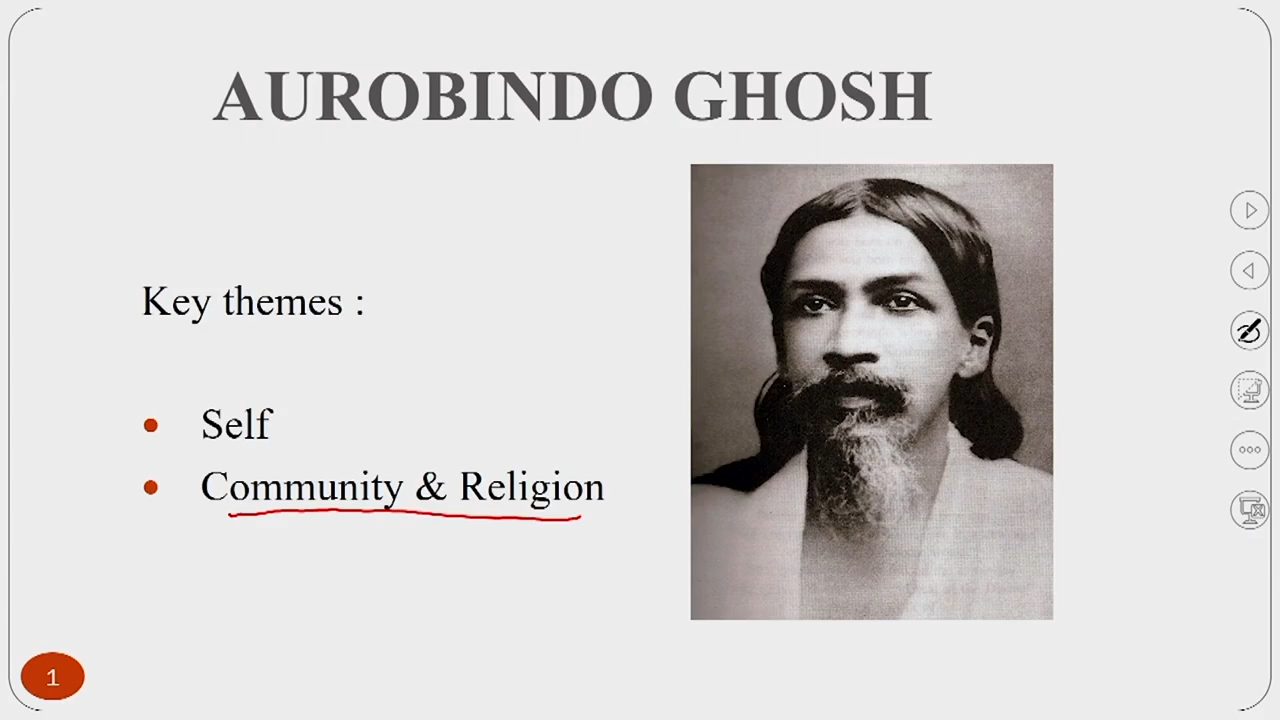 AUROBINDO GHOSH
Key themes :
• Self
• Community & Religion
1